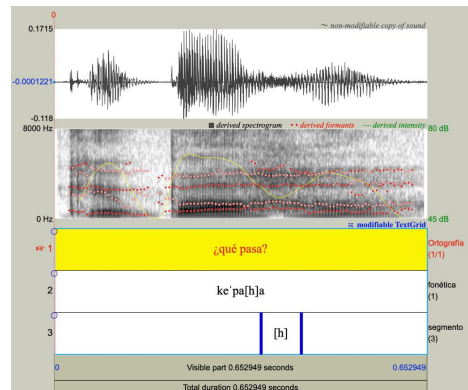 0
～ non-modifiable copy of sound
0.1715
-0.0001221
-0.118
8000 Hz
■ derived spectrogram
•• derived formants
— derived intensity
80 dB
0 Hz
45 dB
≡ modifiable TextGrid
☞ 1
¿qué pasa?
Ortografía
(1/1)
2
keˈpa[h]a
fonética
(1)
3
[h]
segmento
(3)
0
Visible part 0.652949 seconds
0.652949
Total duration 0.652949 seconds